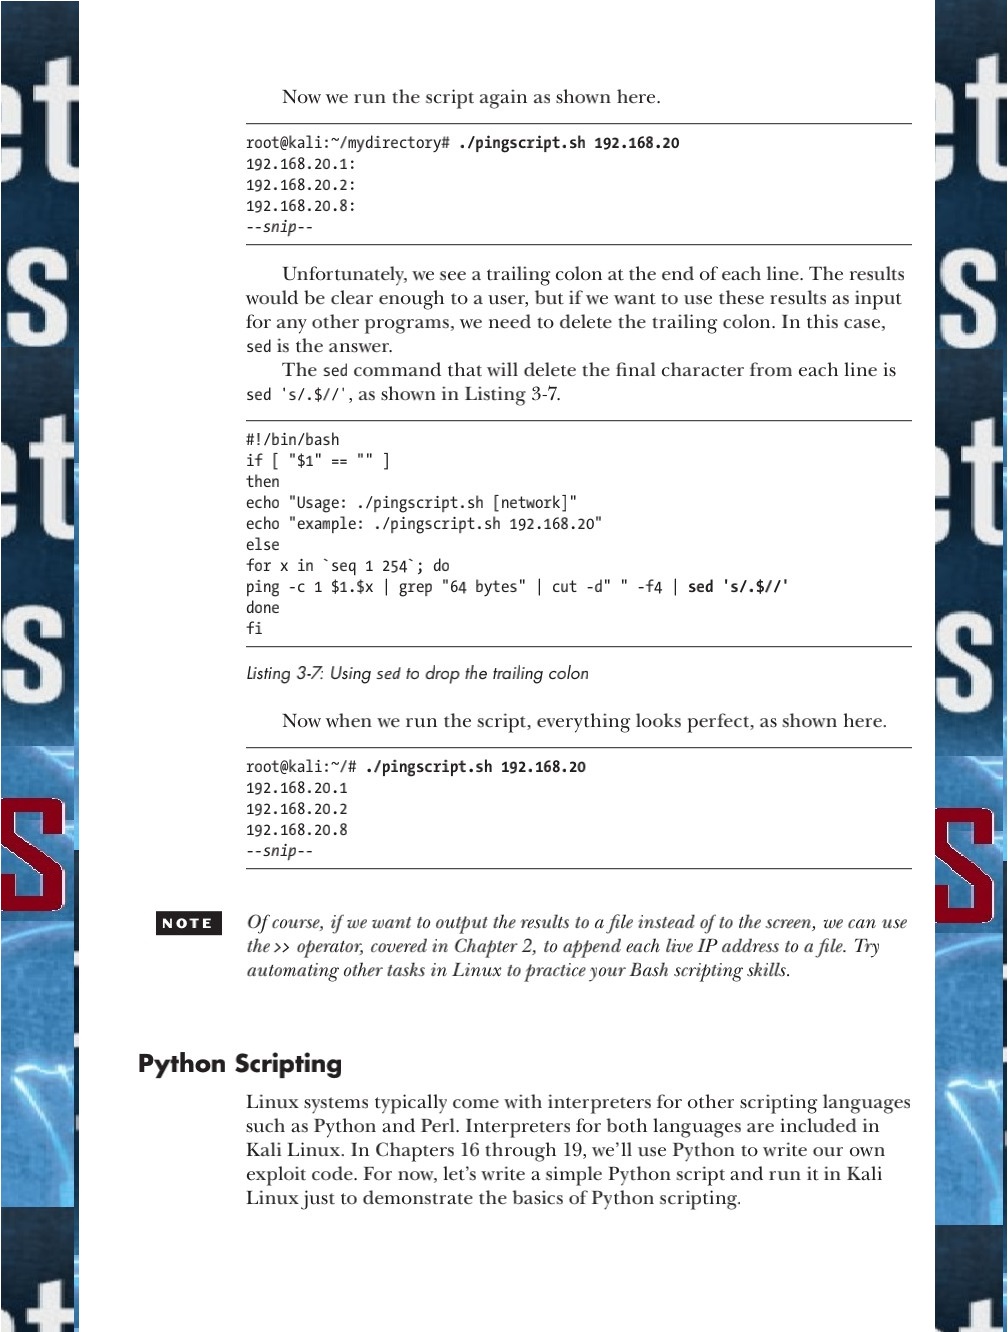 Now we run the script again as shown here.
root@kali:~/mydirectory# ./pingscript.sh 192.168.20
192.168.20.1:
192.168.20.2:
192.168.20.8:
--snip--
Unfortunately, we see a trailing colon at the end of each line. The results
would be clear enough to a user, but if we want to use these results as input
for any other programs, we need to delete the trailing colon. In this case,
sed is the answer.
The sed command that will delete the final character from each line is
sed 's/.$//', as shown in Listing 3-7.
#!/bin/bash
if [ "$1" == "" ]
then
echo "Usage: ./pingscript.sh [network]"
echo "example: ./pingscript.sh 192.168.20"
else
for x in `seq 1 254`; do
ping -c 1 $1.$x | grep "64 bytes" | cut -d" " -f4 | sed 's/.$//'
done
fi
Listing 3-7: Using sed to drop the trailing colon
Now when we run the script, everything looks perfect, as shown here.
root@kali:~/# ./pingscript.sh 192.168.20
192.168.20.1
192.168.20.2
192.168.20.8
--snip--
NOTE Of course, if we want to output the results to a file instead of to the screen, we can use
the >> operator, covered in Chapter 2, to append each live IP address to a file. Try
automating other tasks in Linux to practice your Bash scripting skills.
Python Scripting
Linux systems typically come with interpreters for other scripting languages
such as Python and Perl. Interpreters for both languages are included in
Kali Linux. In Chapters 16 through 19, we'll use Python to write our own
exploit code. For now, let's write a simple Python script and run it in Kali
Linux just to demonstrate the basics of Python scripting.